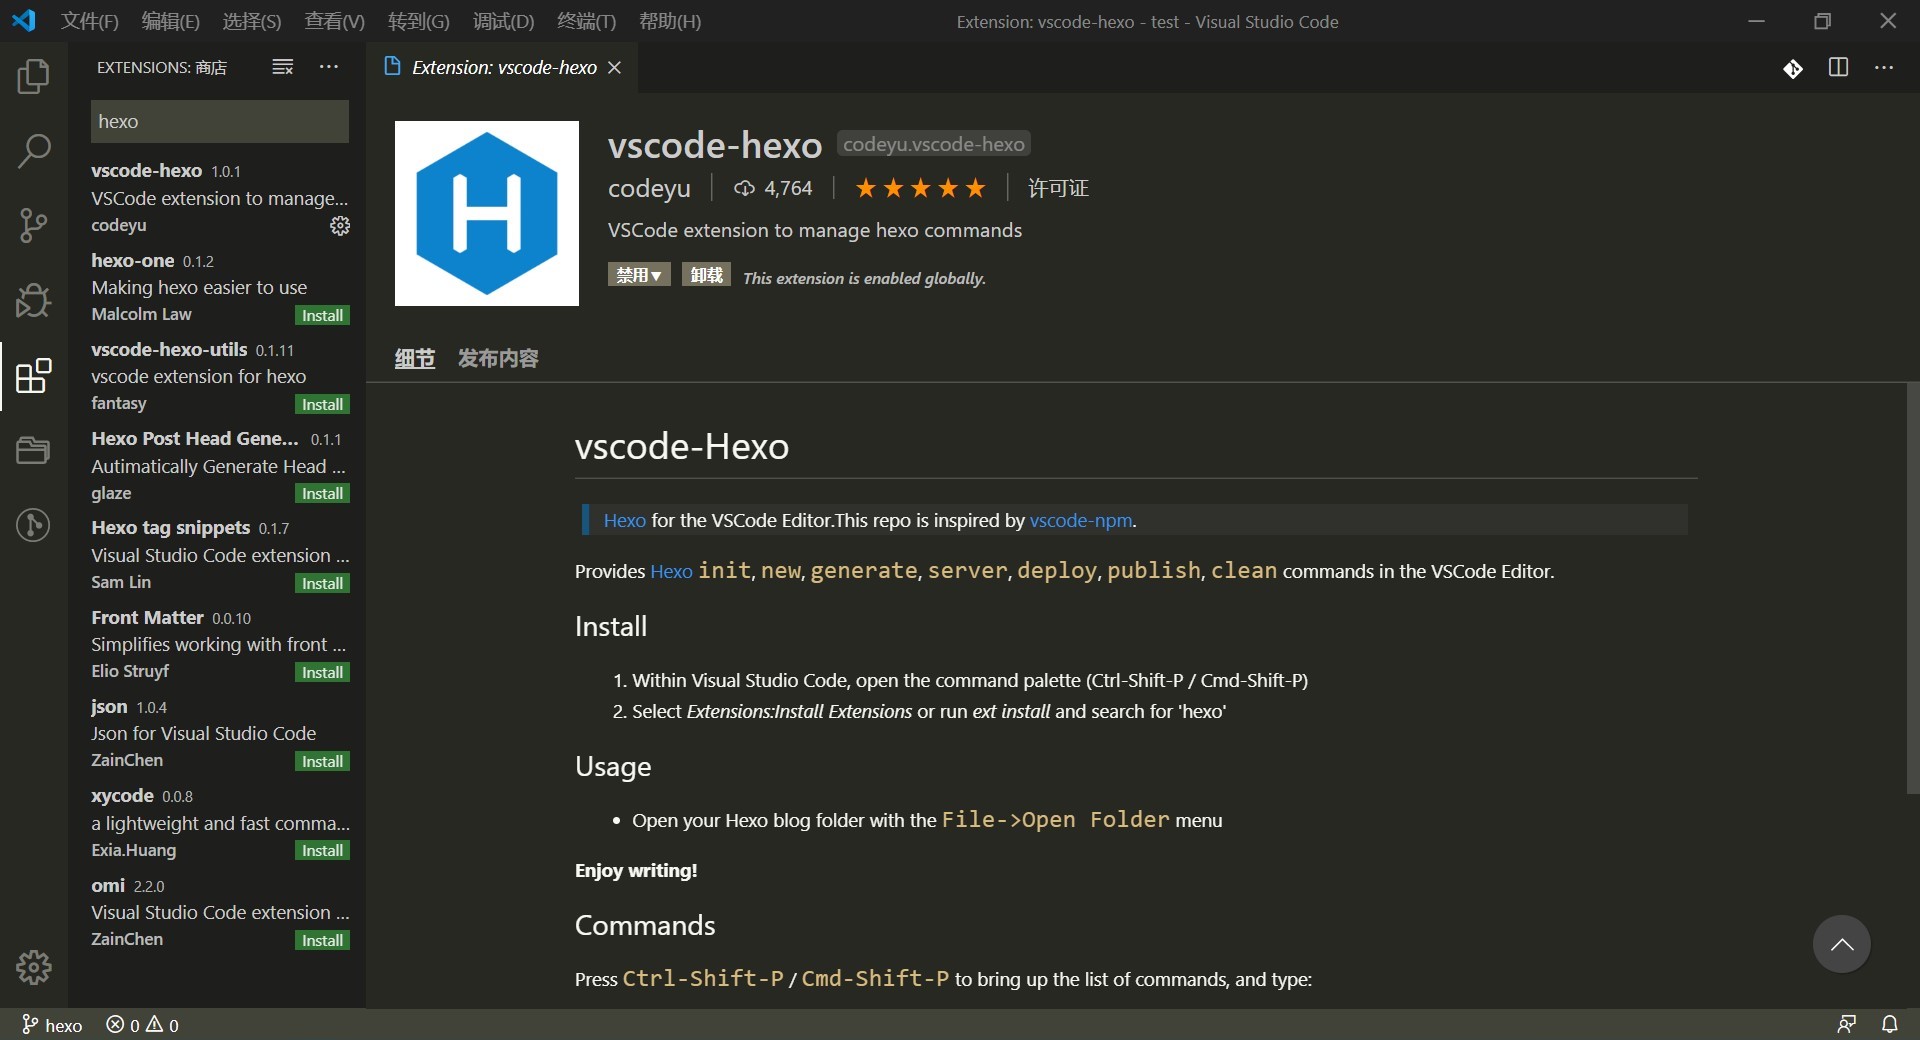 文件(F) 编辑(E) 选择(S) 查看(V) 转到(G) 调试(D) 终端(T) 帮助(H) Extension: vscode-hexo - test - Visual Studio Code
EXTENSIONS: 商店
hexo
vscode-hexo 1.0.1
VSCode extension to manage...
codeyu
hexo-one 0.1.2
Making hexo easier to use
Malcolm Law Install
vscode-hexo-utils 0.1.11
vscode extension for hexo
fantasy Install
Hexo Post Head Gene... 0.1.1
Autimatically Generate Head ...
glaze Install
Hexo tag snippets 0.1.7
Visual Studio Code extension ...
Sam Lin Install
Front Matter 0.0.10
Simplifies working with front ...
Elio Struyf Install
json 1.0.4
Json for Visual Studio Code
ZainChen Install
xycode 0.0.8
a lightweight and fast comma...
Exia.Huang Install
omi 2.2.0
Visual Studio Code extension ...
ZainChen Install
Extension: vscode-hexo
H
vscode-hexo codeyu.vscode-hexo
codeyu 4,764 ★★★★★ 许可证
VSCode extension to manage hexo commands
禁用▼ 卸载 This extension is enabled globally.
细节 发布内容
vscode-Hexo
Hexo for the VSCode Editor.This repo is inspired by vscode-npm.
Provides Hexo init, new, generate, server, deploy, publish, clean commands in the VSCode Editor.
Install
1. Within Visual Studio Code, open the command palette (Ctrl-Shift-P / Cmd-Shift-P)
2. Select Extensions:Install Extensions or run ext install and search for 'hexo'
Usage
• Open your Hexo blog folder with the File->Open Folder menu
Enjoy writing!
Commands
Press Ctrl-Shift-P / Cmd-Shift-P to bring up the list of commands, and type:
hexo 0 0